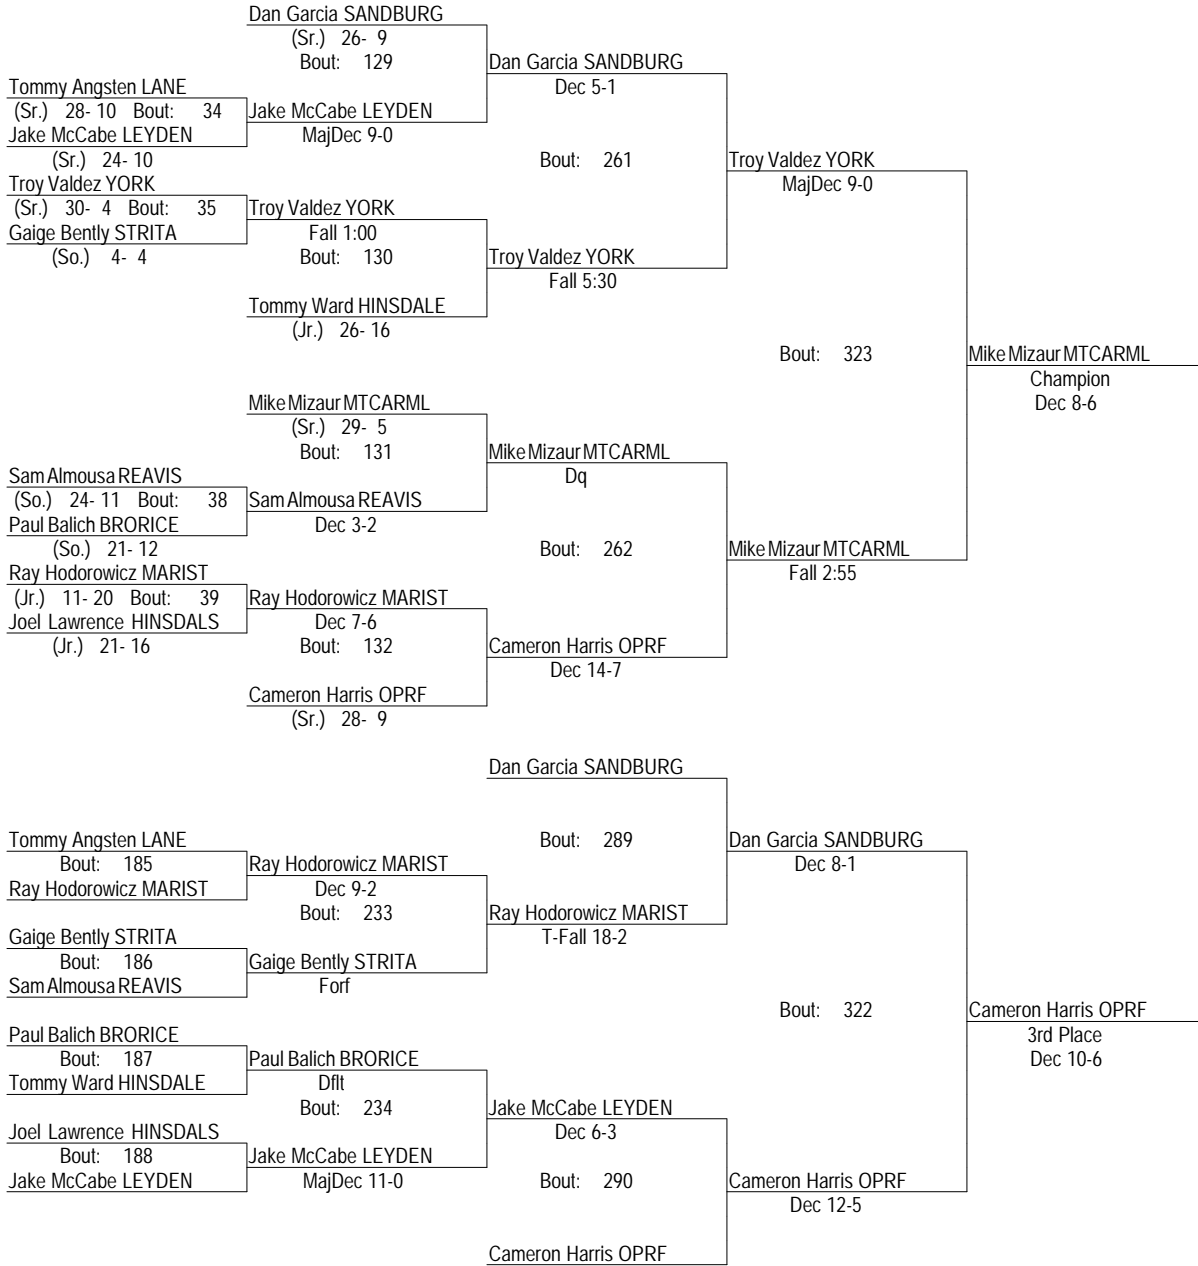 Dan Garcia SANDBURG
(Sr.) 26- 9
Bout: 129
Dan Garcia SANDBURG
Dec 5-1
Tommy Angsten LANE
(Sr.) 28- 10 Bout: 34
Jake McCabe LEYDEN
Jake McCabe LEYDEN
MajDec 9-0
(Sr.) 24- 10
Bout: 261
Troy Valdez YORK
MajDec 9-0
Troy Valdez YORK
(Sr.) 30- 4 Bout: 35
Troy Valdez YORK
Gaige Bently STRITA
Fall 1:00
(So.) 4- 4
Bout: 130
Troy Valdez YORK
Fall 5:30
Tommy Ward HINSDALE
(Jr.) 26- 16
Bout: 323
Mike Mizaur MTCARML
Champion
Dec 8-6
Mike Mizaur MTCARML
(Sr.) 29- 5
Bout: 131
Mike Mizaur MTCARML
Dq
Sam Almousa REAVIS
(So.) 24- 11 Bout: 38
Sam Almousa REAVIS
Paul Balich BRORICE
Dec 3-2
(So.) 21- 12
Bout: 262
Mike Mizaur MTCARML
Fall 2:55
Ray Hodorowicz MARIST
(Jr.) 11- 20 Bout: 39
Ray Hodorowicz MARIST
Joel Lawrence HINSDALS
Dec 7-6
(Jr.) 21- 16
Bout: 132
Cameron Harris OPRF
Dec 14-7
Cameron Harris OPRF
(Sr.) 28- 9
Dan Garcia SANDBURG
Bout: 289
Dan Garcia SANDBURG
Dec 8-1
Tommy Angsten LANE
Bout: 185
Ray Hodorowicz MARIST
Ray Hodorowicz MARIST
Dec 9-2
Bout: 233
Ray Hodorowicz MARIST
T-Fall 18-2
Gaige Bently STRITA
Bout: 186
Gaige Bently STRITA
Sam Almousa REAVIS
Forf
Bout: 322
Cameron Harris OPRF
3rd Place
Dec 10-6
Paul Balich BRORICE
Bout: 187
Paul Balich BRORICE
Tommy Ward HINSDALE
Dflt
Bout: 234
Jake McCabe LEYDEN
Dec 6-3
Joel Lawrence HINSDALS
Bout: 188
Jake McCabe LEYDEN
Jake McCabe LEYDEN
MajDec 11-0
Bout: 290
Cameron Harris OPRF
Dec 12-5
Cameron Harris OPRF